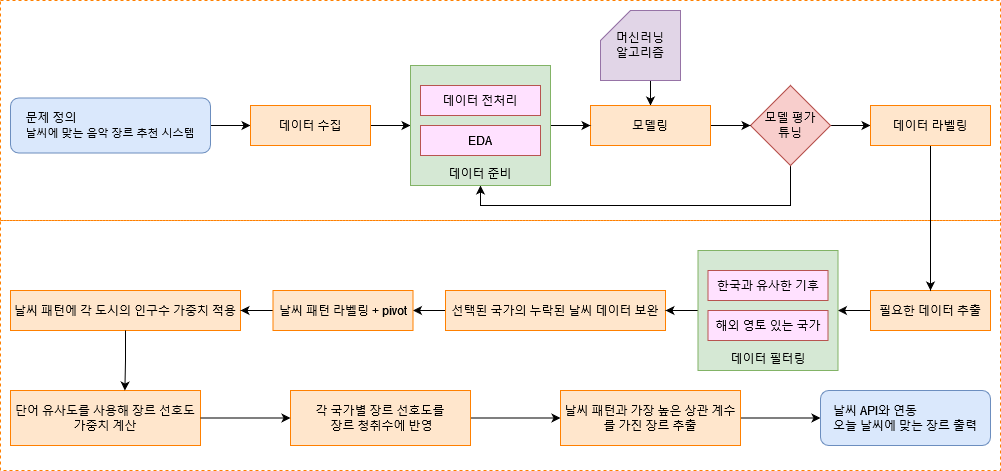 머신러닝
알고리즘
문제 정의
날씨에 맞는 음악 장르 추천 시스템
데이터 수집
데이터 전처리
EDA
데이터 준비
모델링
모델 평가
튜닝
데이터 라벨링
날씨 패턴에 각 도시의 인구수 가중치 적용
날씨 패턴 라벨링 + pivot
선택된 국가의 누락된 날씨 데이터 보완
한국과 유사한 기후
해외 영토 있는 국가
데이터 필터링
필요한 데이터 추출
단어 유사도를 사용해 장르 선호도
가중치 계산
각 국가별 장르 선호도를
장르 청취수에 반영
날씨 패턴과 가장 높은 상관 계수
를 가진 장르 추출
날씨 API와 연동
오늘 날씨에 맞는 장르 출력